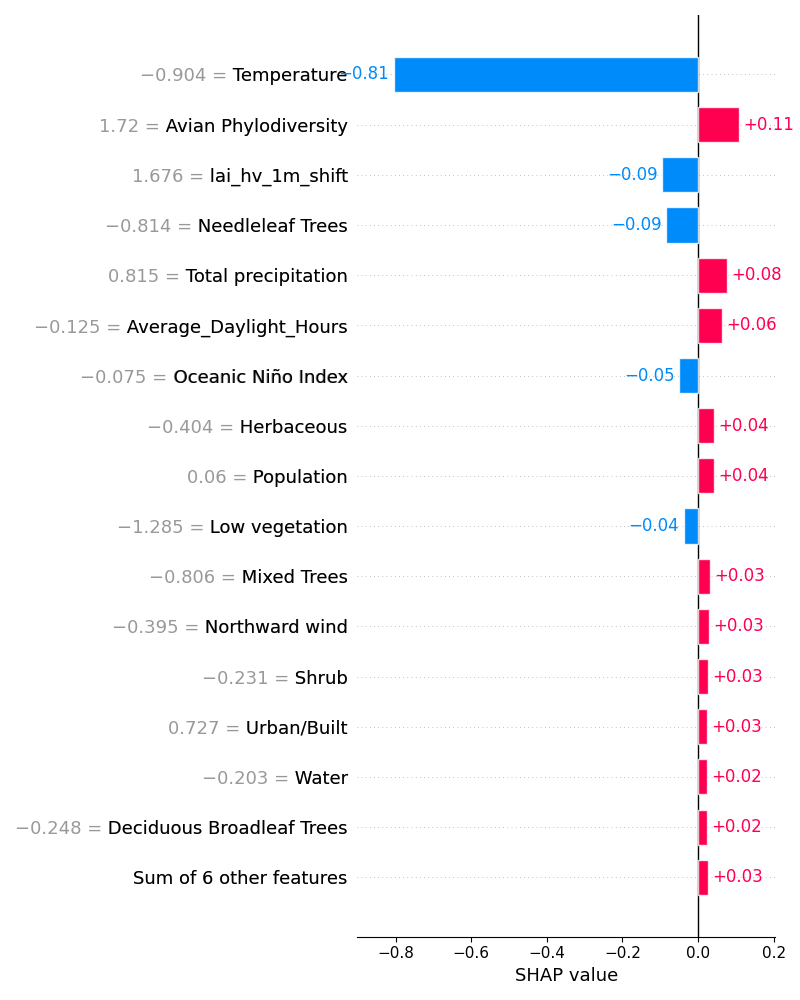 −0.904 = Temperature −0.81
1.72 = Avian Phylodiversity +0.11
1.676 = lai_hv_1m_shift −0.09
−0.814 = Needleleaf Trees −0.09
0.815 = Total precipitation +0.08
−0.125 = Average_Daylight_Hours +0.06
−0.075 = Oceanic Niño Index −0.05
−0.404 = Herbaceous +0.04
0.06 = Population +0.04
−1.285 = Low vegetation −0.04
−0.806 = Mixed Trees +0.03
−0.395 = Northward wind +0.03
−0.231 = Shrub +0.03
0.727 = Urban/Built +0.03
−0.203 = Water +0.02
−0.248 = Deciduous Broadleaf Trees +0.02
Sum of 6 other features +0.03
−0.8 −0.6 −0.4 −0.2 0.0 0.2
SHAP value